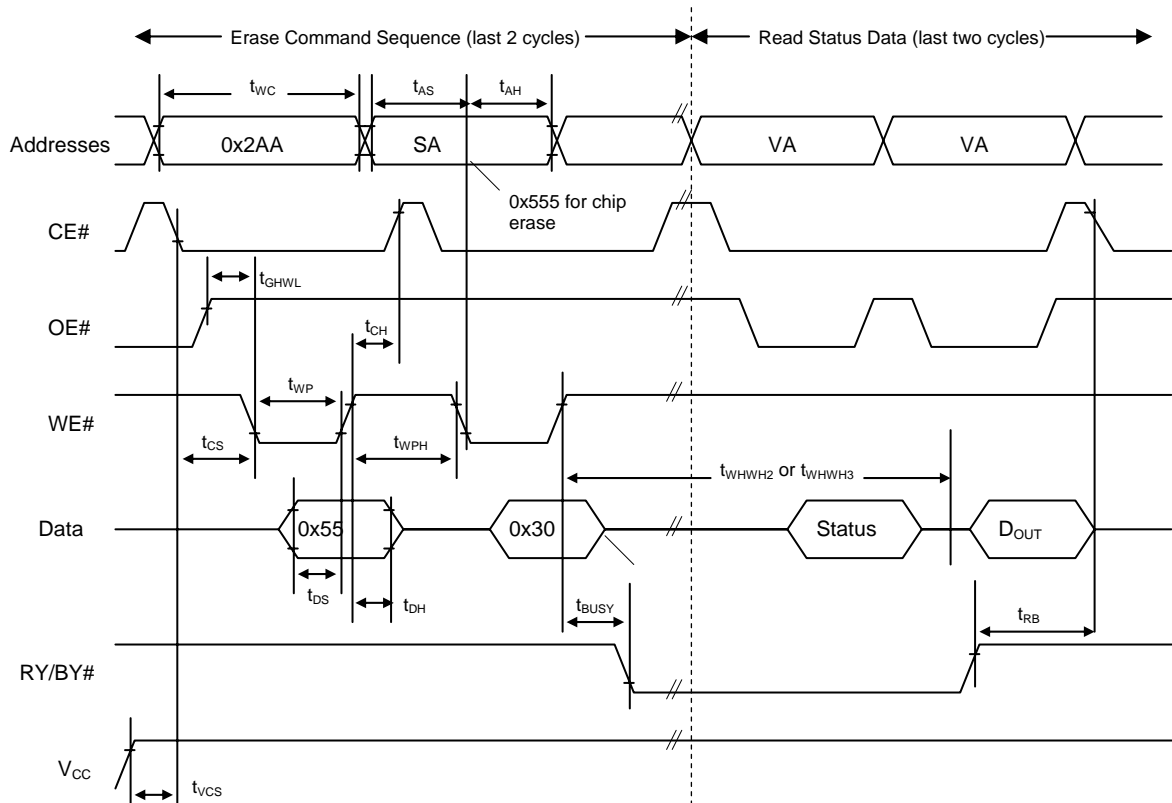 Erase Command Sequence (last 2 cycles) Read Status Data (last two cycles)
tWC tAS tAH
Addresses 0x2AA SA VA VA
0x555 for chip
erase
CE#
tGHWL
OE#
tCH
tWP
WE#
tCS tWPH
tWHWH2 or tWHWH3
Data 0x55 0x30 Status DOUT
tDS tDH tBUSY tRB
RY/BY#
VCC
tVCS